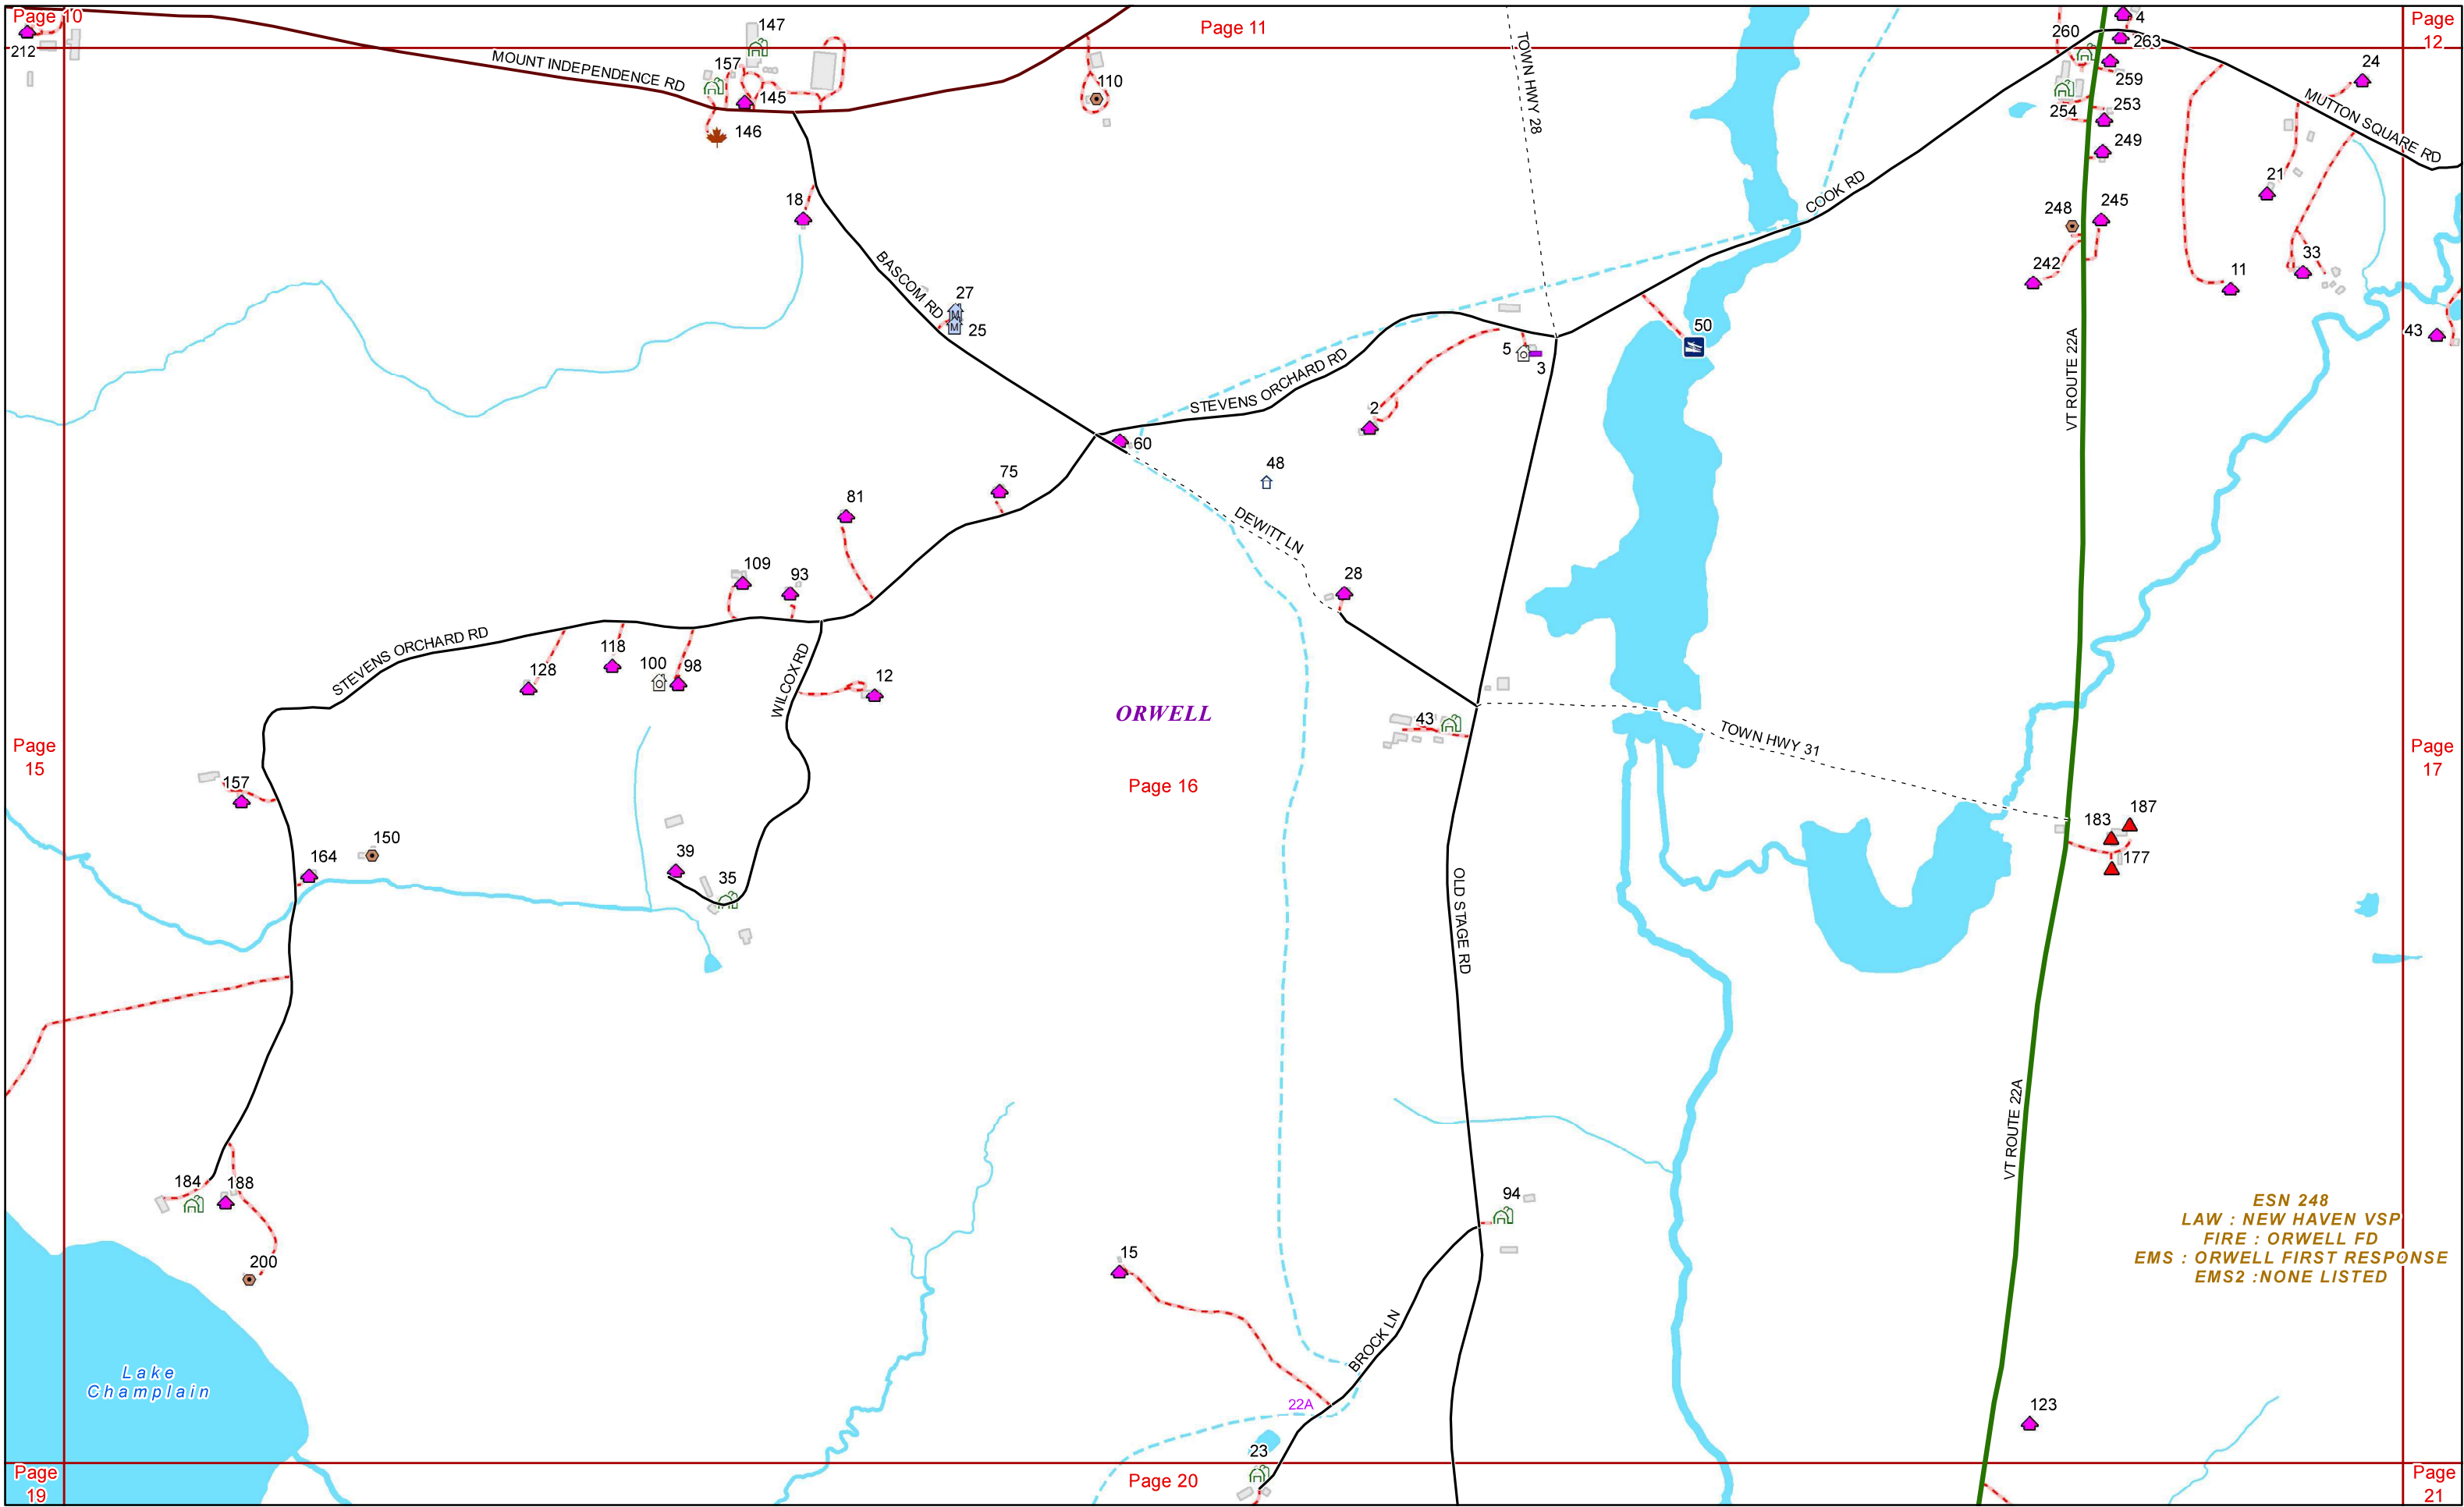 Page 10
212
MOUNT INDEPENDENCE RD
147
157
145
146
Page 11
110
TOWN HWY 28
260
4
263
259
254
253
249
Page
12
24
MUTTON SQUARE RD
21
18
BASCOM RD
27
25
COOK RD
248
245
242
11
33
43
50
5
3
STEVENS ORCHARD RD
2
VT ROUTE 22A
60
48
75
81
DEWITT LN
28
109
93
STEVENS ORCHARD RD
118
128
100
98
WILCOX RD
12
ORWELL
43
TOWN HWY 31
Page
15
Page 16
Page
17
157
150
164
39
35
183
187
177
OLD STAGE RD
VT ROUTE 22A
184
188
200
94
15
BROCK LN
ESN 248
LAW : NEW HAVEN VSP
FIRE : ORWELL FD
EMS : ORWELL FIRST RESPONSE
EMS2 :NONE LISTED
Lake
Champlain
22A
123
23
Page
19
Page 20
Page
21